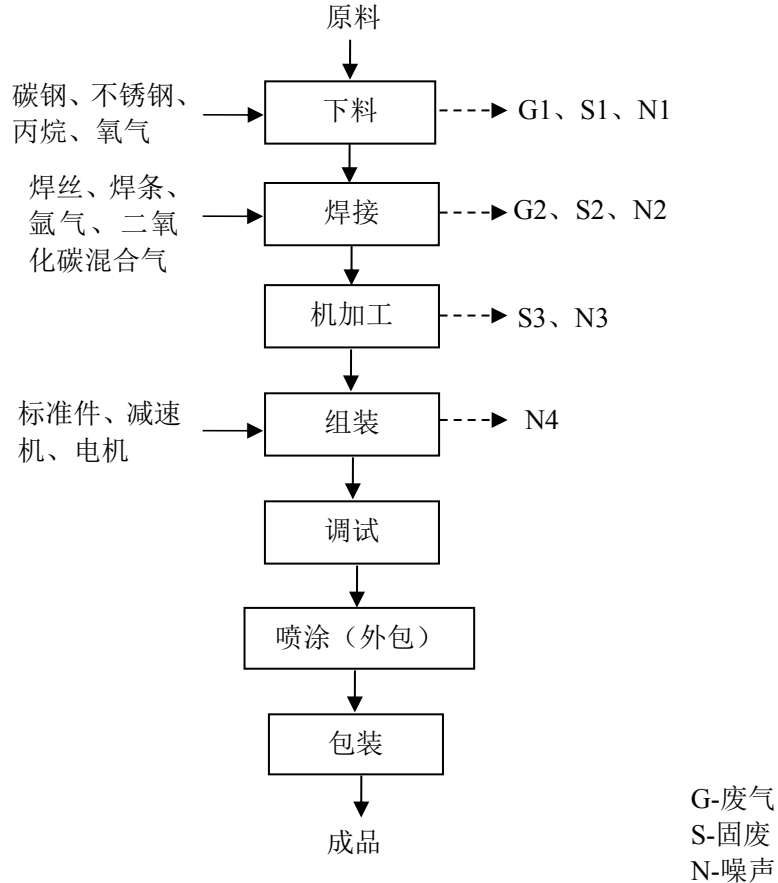 原料
碳钢、不锈钢、
丙烷、氧气
下料
G1、S1、N1
焊丝、焊条、
氩气、二氧
化碳混合气
焊接
G2、S2、N2
机加工
S3、N3
标准件、减速
机、电机
组装
N4
调试
喷涂（外包）
包装
成品
G-废气
S-固废
N-噪声